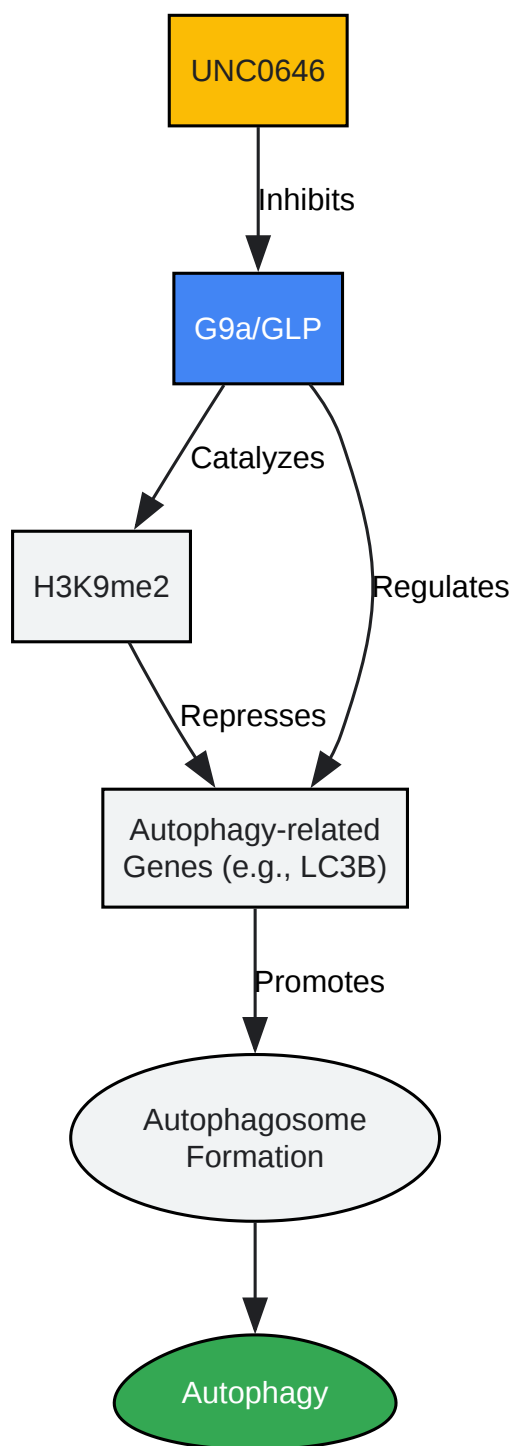 UNC0646
Inhibits
G9a/GLP
Catalyzes
H3K9me2
Regulates
Represses
Autophagy-related
Genes (e.g., LC3B)
Promotes
Autophagosome
Formation
Autophagy